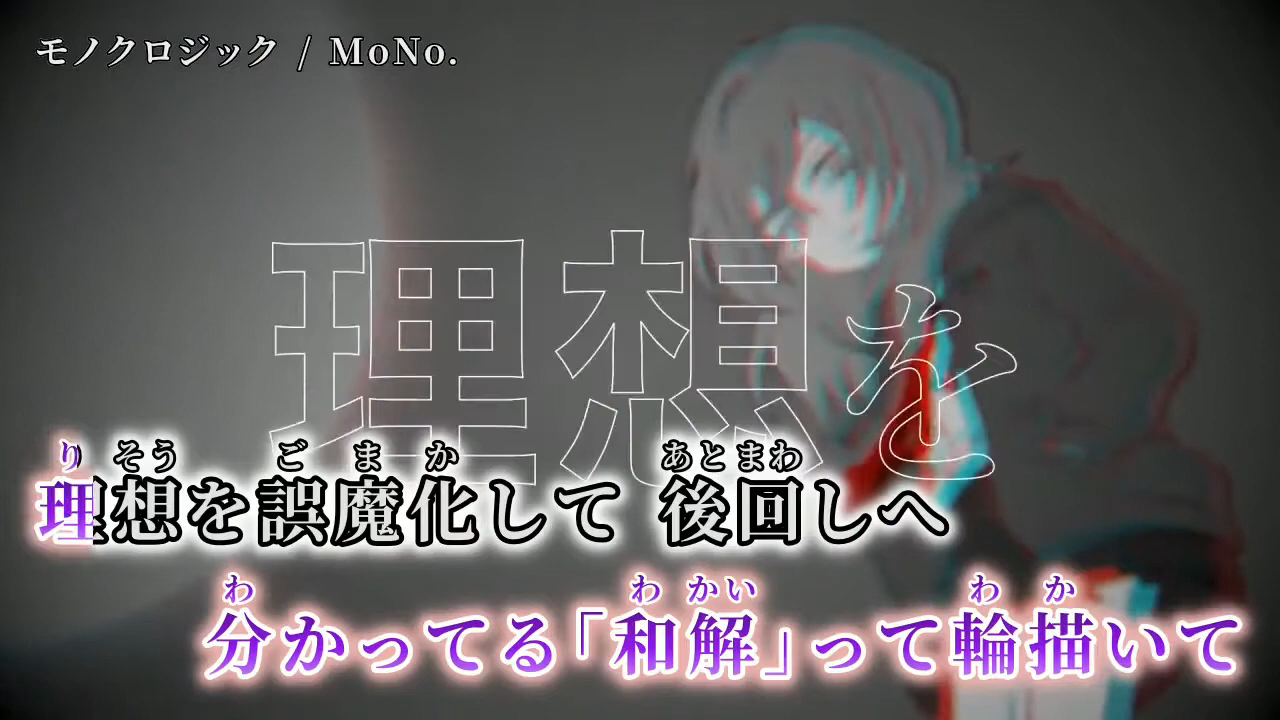 モノクロジック / MoNo.
理想を
りそう ごまか あとまわ
理想を誤魔化して 後回しへ
わ わかい わ か
分かってる「和解」って輪描いて